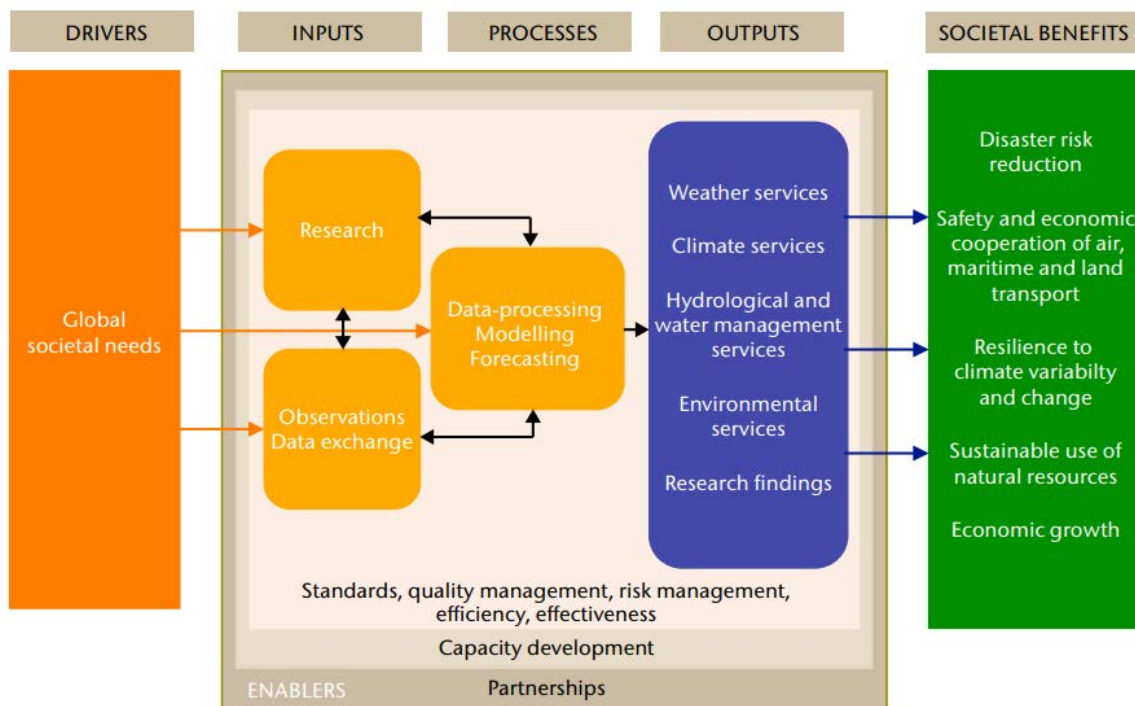 DRIVERS
INPUTS
PROCESSES
OUTPUTS
SOCIETAL BENEFITS
Global
societal needs
Research
Observations
Data exchange
Data-processing
Modelling
Forecasting
Weather services
Climate services
Hydrological and
water management
services
Environmental
services
Research findings
Disaster risk
reduction
Safety and economic
cooperation of air,
maritime and land
transport
Resilience to
climate variabilty
and change
Sustainable use of
natural resources
Economic growth
Standards, quality management, risk management,
efficiency, effectiveness
Capacity development
ENABLERS
Partnerships